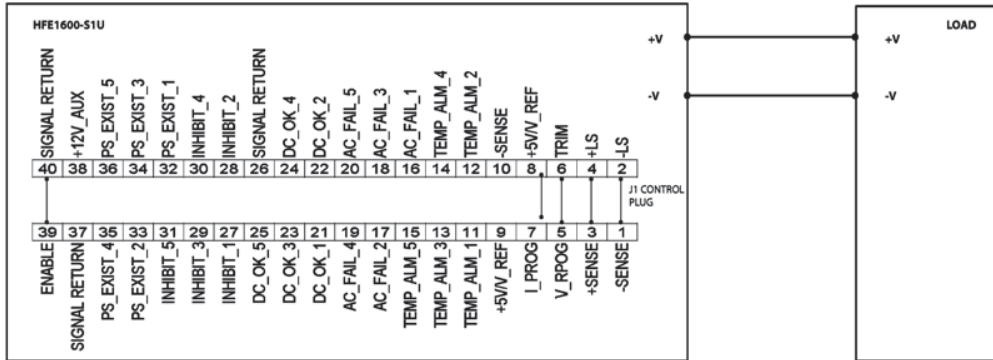 HFE1600-S1U
LOAD
+V
+V
-V
-V
SIGNAL RETURN
+12V_AUX
PS_EXIST_5
PS_EXIST_3
PS_EXIST_1
INHIBIT_4
INHIBIT_2
SIGNAL RETURN
DC_OK_4
DC_OK_2
AC_FAIL_5
AC_FAIL_3
AC_FAIL_1
TEMP_ALM_4
TEMP_ALM_2
-SENSE
+5V/V_REF
TRIM
+LS
-LS
40 38 36 34 32 30 28 26 24 22 20 18 16 14 12 10 8 6 4 2
J1 CONTROL
PLUG
39 37 35 33 31 29 27 25 23 21 19 17 15 13 11 9 7 5 3 1
ENABLE
SIGNAL RETURN
PS_EXIST_4
PS_EXIST_2
INHIBIT_5
INHIBIT_3
INHIBIT_1
DC_OK_5
DC_OK_3
DC_OK_1
AC_FAIL_4
AC_FAIL_2
TEMP_ALM_5
TEMP_ALM_3
TEMP_ALM_1
+5V/V_REF
I_PROG
V_RPOG
+SENSE
-SENSE